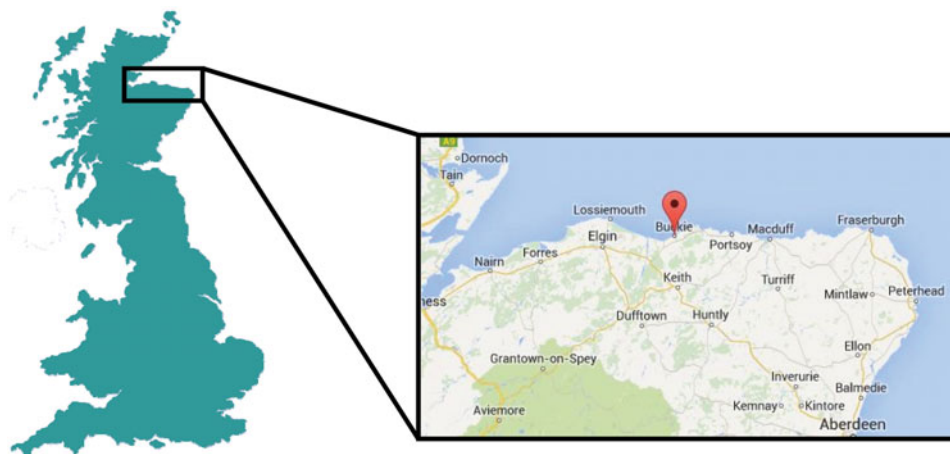 A9
Dornoch
Tain
Lossiemouth
Buckie
Fraserburgh
Macduff
Elgin
Portsoy
Forres
Nairn
Keith
Turriff
Peterhead
Mintlaw
ness
Dufftown
Huntly
Ellon
Grantown-on-Spey
Inverurie
Balmedie
Aviemore
Kemnay
Kintore
Aberdeen